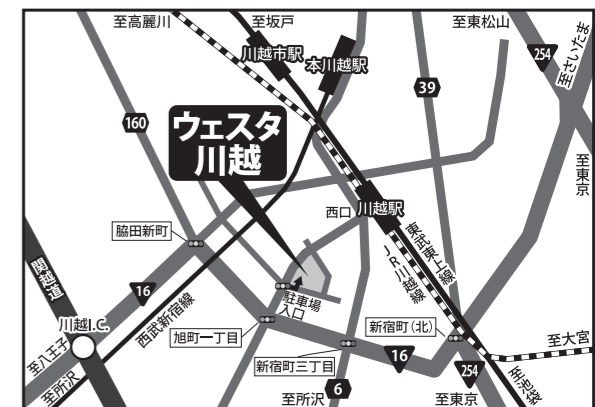 至高麗川
至坂戸
至東松山
川越市駅
本川越駅
254
至さいたま
39
160
ウェスタ
川越
至東京
西口
川越駅
脇田新町
東武東上線
JR川越線
関越道
16
駐車場
入口
西武新宿線
川越I.C.
旭町一丁目
新宿町(北)
至大宮
至八王子
新宿町三丁目
16
254
至所沢
至所沢
6
至東京
至池袋